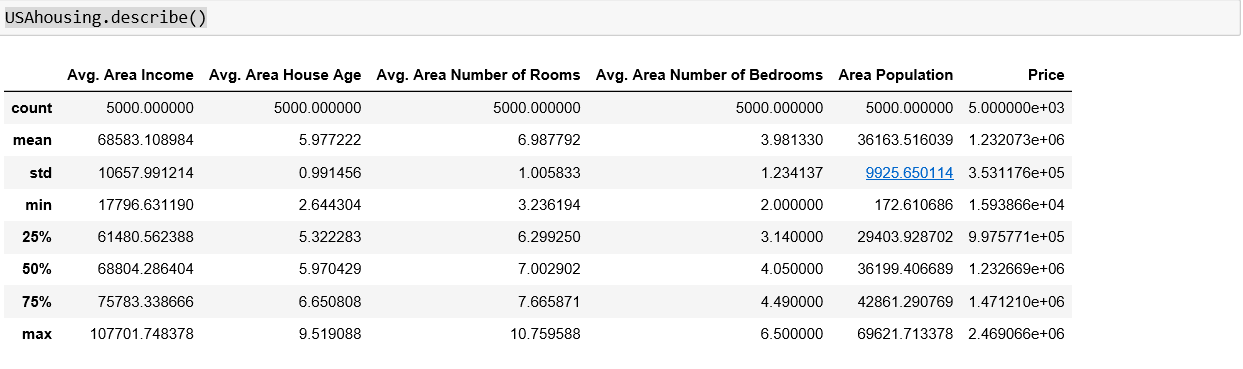 USAhousing.describe()
Avg. Area Income Avg. Area House Age Avg. Area Number of Rooms Avg. Area Number of Bedrooms Area Population Price
count 5000.000000 5000.000000 5000.000000 5000.000000 5000.000000 5.000000e+03
mean 68583.108984 5.977222 6.987792 3.981330 36163.516039 1.232073e+06
std 10657.991214 0.991456 1.005833 1.234137 9925.650114 3.531176e+05
min 17796.631190 2.644304 3.236194 2.000000 172.610686 1.593866e+04
25% 61480.562388 5.322283 6.299250 3.140000 29403.928702 9.975771e+05
50% 68804.286404 5.970429 7.002902 4.050000 36199.406689 1.232669e+06
75% 75783.338666 6.650808 7.665871 4.490000 42861.290769 1.471210e+06
max 107701.748378 9.519088 10.759588 6.500000 69621.713378 2.469066e+06